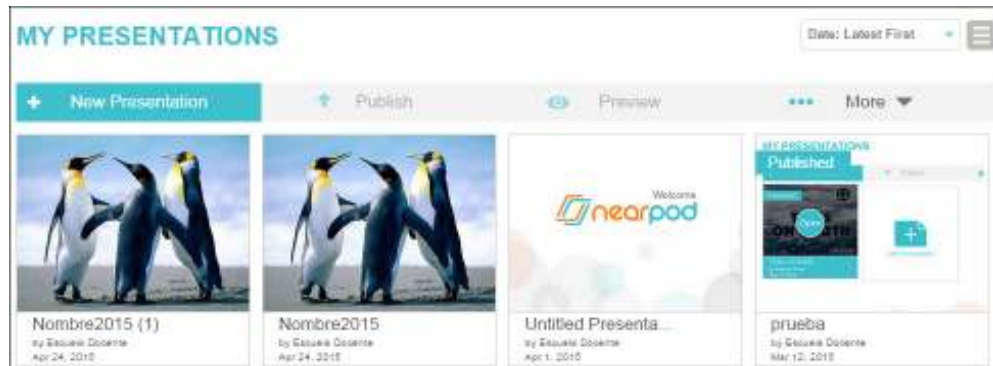 MY PRESENTATIONS
Date: Latest First
New Presentation
Publish
Preview
More
Welcome
nearpod
MY PRESENTATIONS
Published
Open
Nombre2015 (1)
by Escuela Docente
Apr 24, 2015
Nombre2015
by Escuela Docente
Apr 24, 2015
Untitled Presenta...
by Escuela Docente
Apr 1, 2015
prueba
by Escuela Docente
Mar 12, 2015